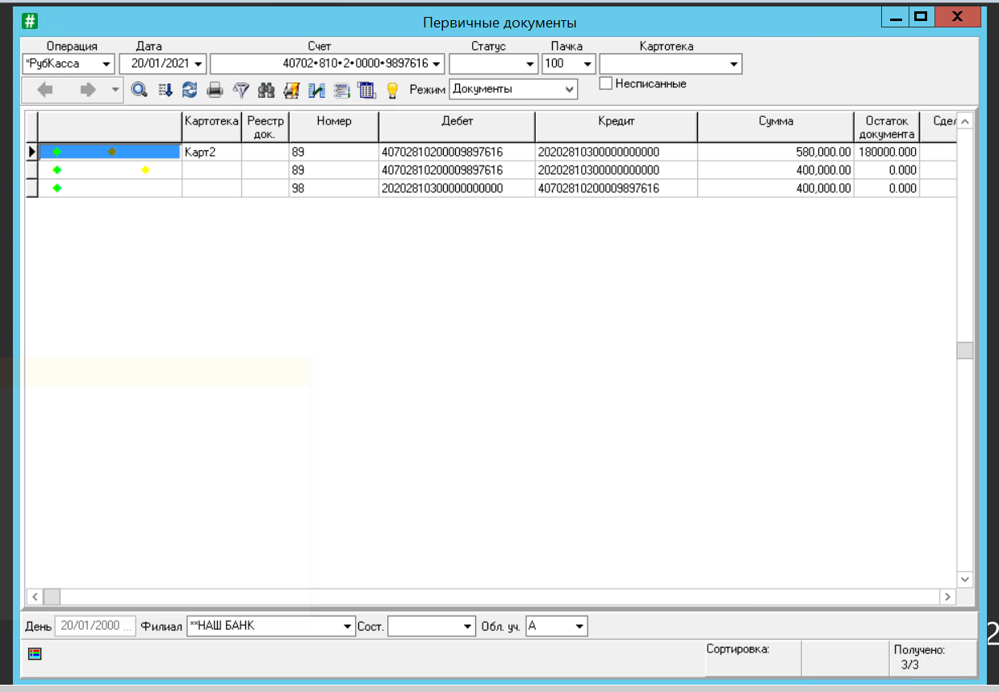 #
Первичные документы
X
Операция Дата Счет Статус Пачка Картотека
*РубКасса 20/01/2021 40702•810•2•0000•9897616 100
Режим Документы Несписанные
Картотека Реестр док. Номер Дебет Кредит Сумма Остаток документа Сдел
Карт2 89 40702810200009897616 20202810300000000000 580,000.00 180000.000
89 40702810200009897616 20202810300000000000 400,000.00 0.000
98 20202810300000000000 40702810200009897616 400,000.00 0.000
День 20/01/2000 ... Филиал **НАШ БАНК Сост. Обл. уч. А
2
Сортировка: Получено:
3/3